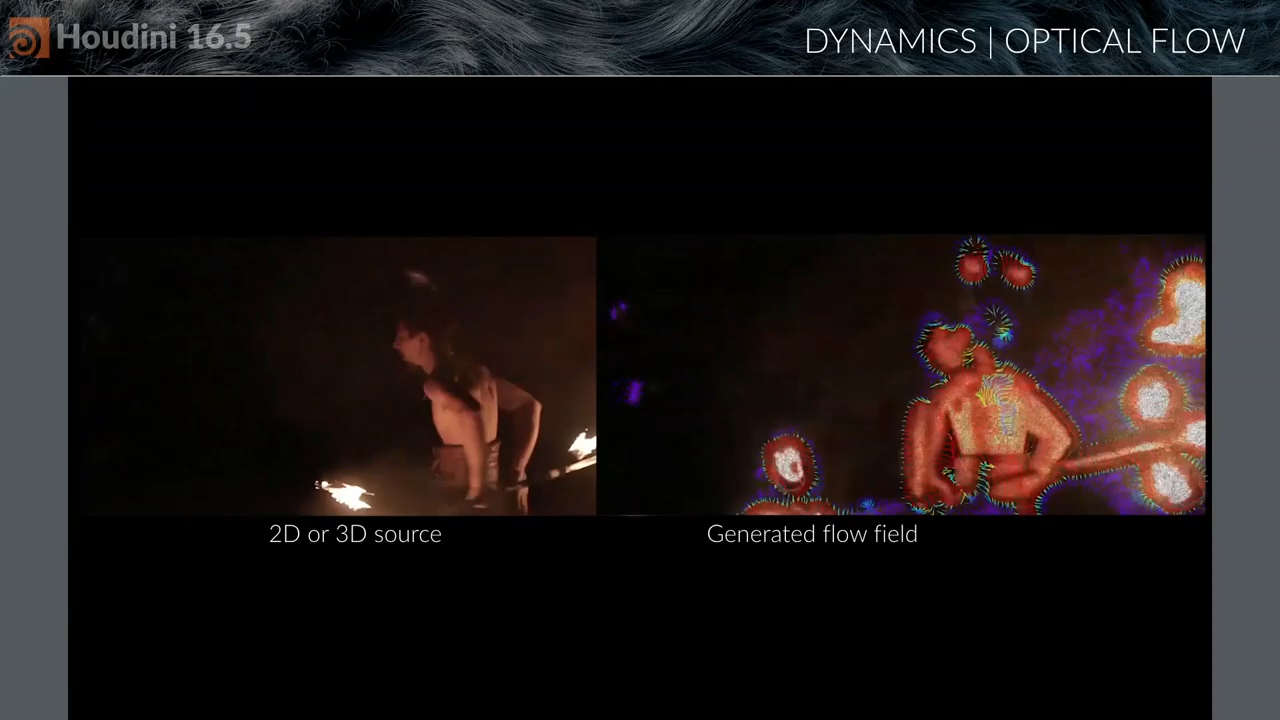 Houdini 16.5
DYNAMICS | OPTICAL FLOW
2D or 3D source
Generated flow field